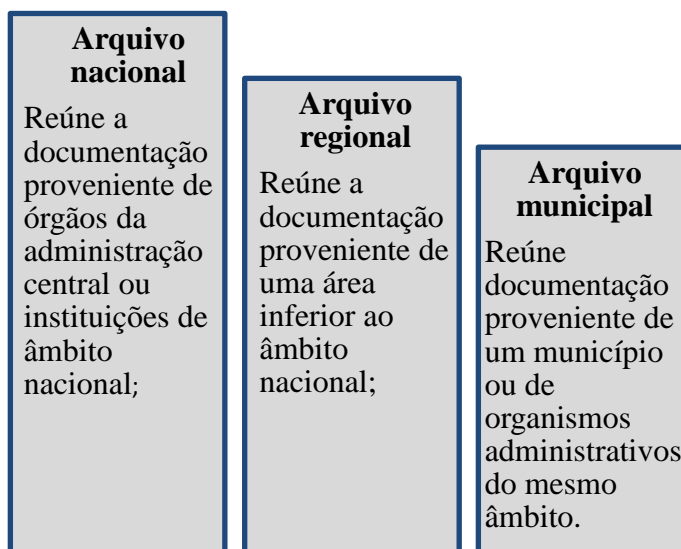 Arquivo
nacional
Reúne a
documentação
proveniente de
órgãos da
administração
central ou
instituições de
âmbito
nacional;
Arquivo
regional
Reúne a
documentação
proveniente de
uma área
inferior ao
âmbito
nacional;
Arquivo
municipal
Reúne
documentação
proveniente de
um município
ou de
organismos
administrativos
do mesmo
âmbito.